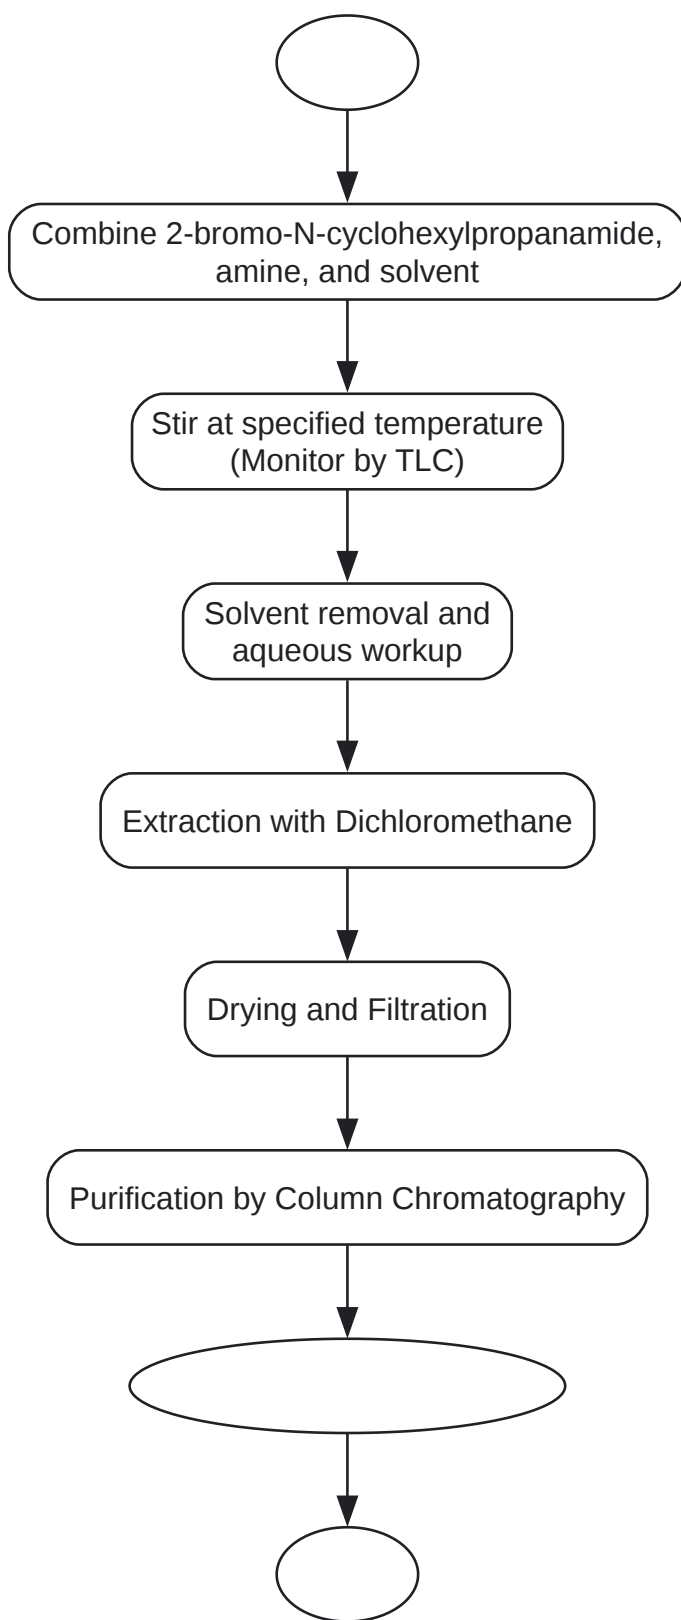 Combine 2-bromo-N-cyclohexylpropanamide,
amine, and solvent
Stir at specified temperature
(Monitor by TLC)
Solvent removal and
aqueous workup
Extraction with Dichloromethane
Drying and Filtration
Purification by Column Chromatography